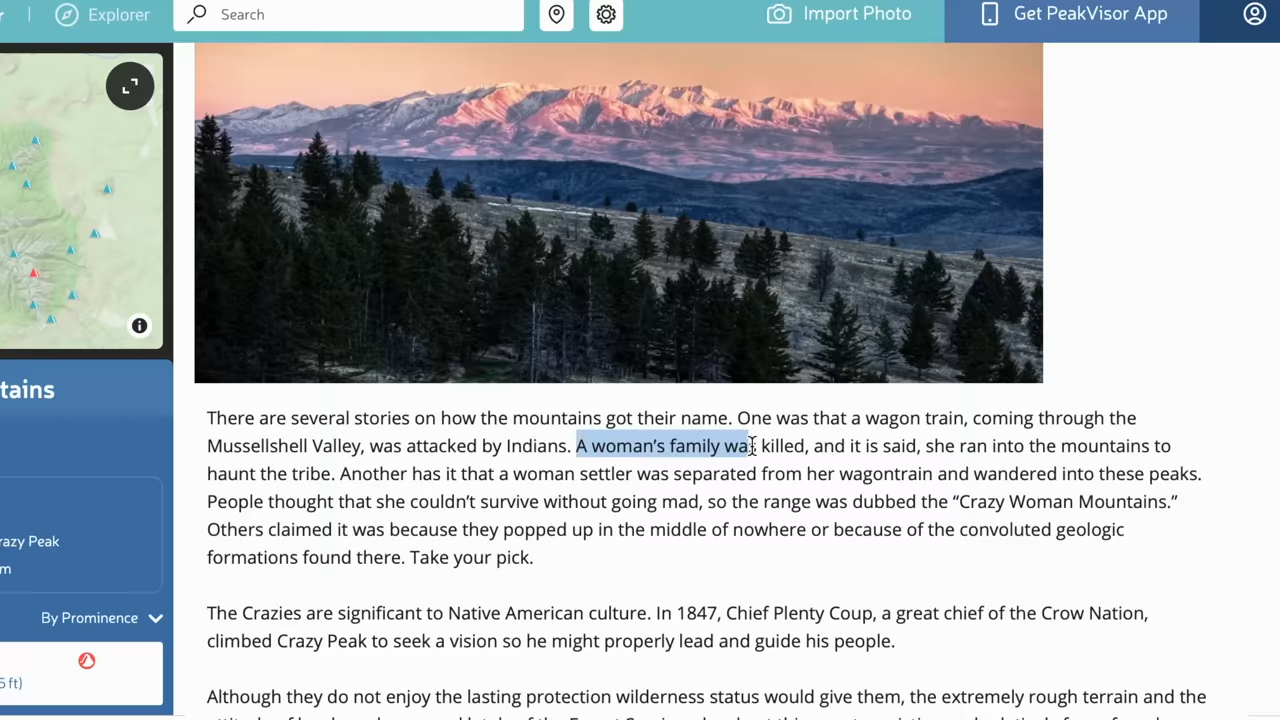 Explorer
Search
Import Photo
Get PeakVisor App
tains
There are several stories on how the mountains got their name. One was that a wagon train, coming through the
Mussellshell Valley, was attacked by Indians. A woman’s family was killed, and it is said, she ran into the mountains to
haunt the tribe. Another has it that a woman settler was separated from her wagontrain and wandered into these peaks.
People thought that she couldn’t survive without going mad, so the range was dubbed the “Crazy Woman Mountains.”
Others claimed it was because they popped up in the middle of nowhere or because of the convoluted geologic
formations found there. Take your pick.
razy Peak
m
By Prominence
5 ft)
The Crazies are significant to Native American culture. In 1847, Chief Plenty Coup, a great chief of the Crow Nation,
climbed Crazy Peak to seek a vision so he might properly lead and guide his people.
Although they do not enjoy the lasting protection wilderness status would give them, the extremely rough terrain and the